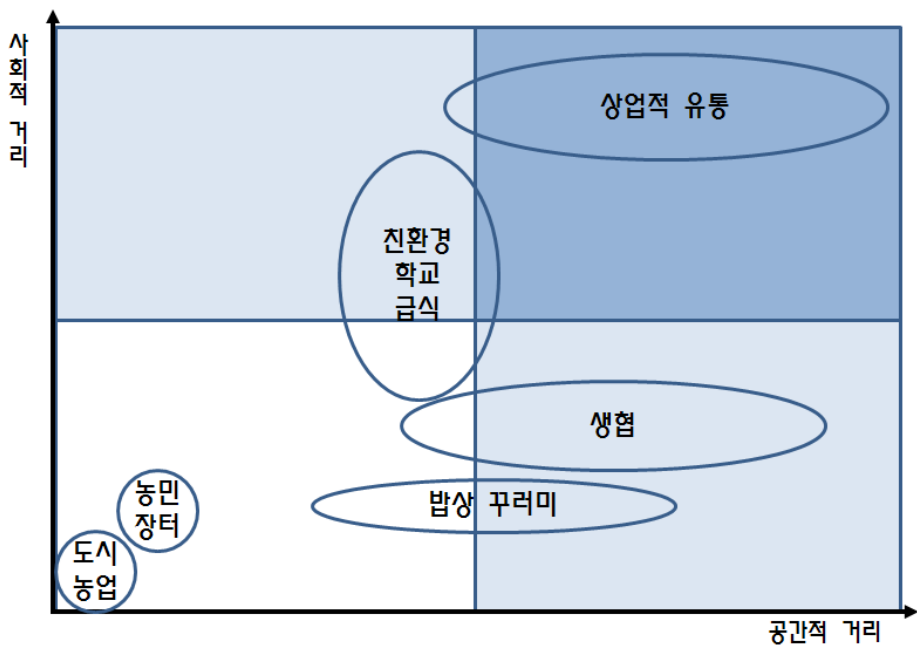 사회적 거리
상업적 유통
친환경
학교
급식
생협
농민
장터
밥상 꾸러미
도시
농업
공간적 거리